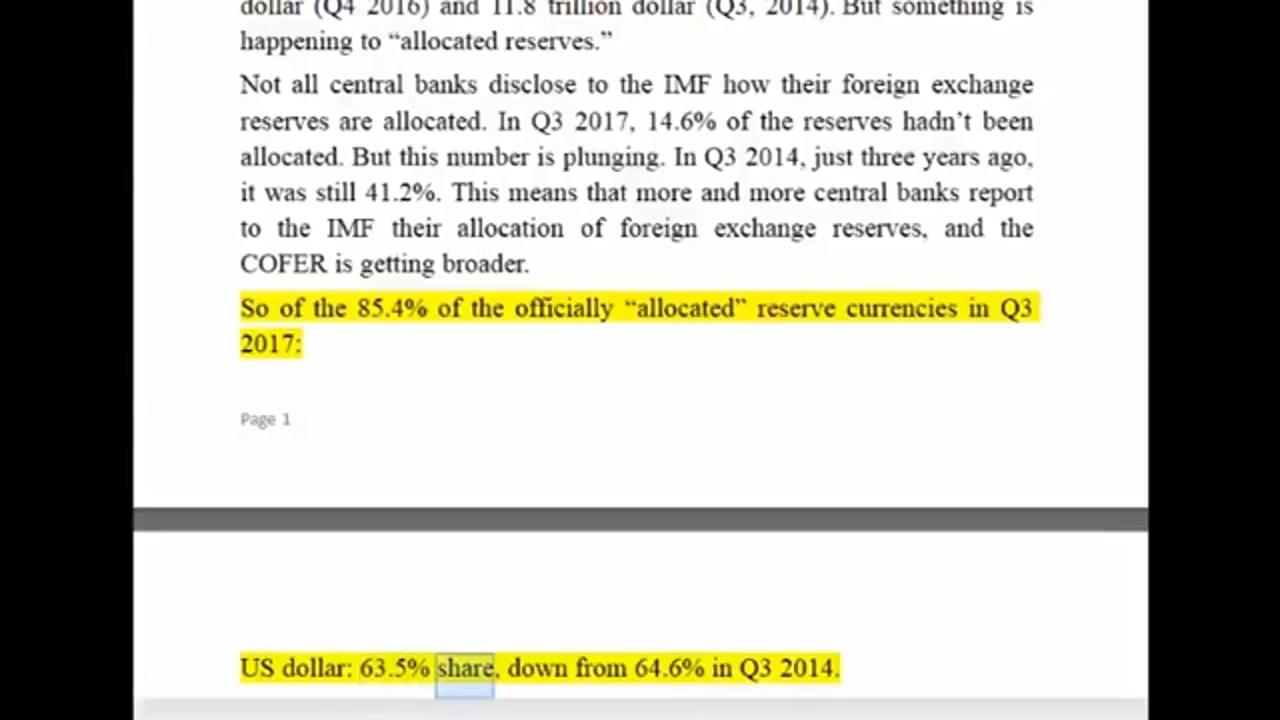 dollar (Q4 2016) and 11.8 trillion dollar (Q3, 2014). But something is
happening to “allocated reserves.”
Not all central banks disclose to the IMF how their foreign exchange
reserves are allocated. In Q3 2017, 14.6% of the reserves hadn’t been
allocated. But this number is plunging. In Q3 2014, just three years ago,
it was still 41.2%. This means that more and more central banks report
to the IMF their allocation of foreign exchange reserves, and the
COFER is getting broader.
So of the 85.4% of the officially “allocated” reserve currencies in Q3
2017:
Page 1
US dollar: 63.5% share, down from 64.6% in Q3 2014.